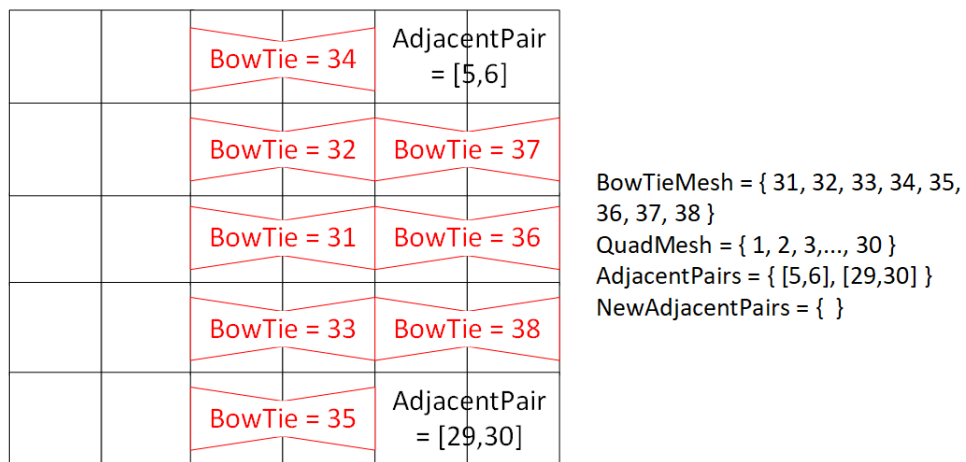 BowTie = 34
AdjacentPair
= [5,6]
BowTie = 32
BowTie = 37
BowTie = 31
BowTie = 36
BowTie = 33
BowTie = 38
BowTie = 35
AdjacentPair
= [29,30]
BowTieMesh = { 31, 32, 33, 34, 35,
36, 37, 38 }
QuadMesh = { 1, 2, 3,..., 30 }
AdjacentPairs = { [5,6], [29,30] }
NewAdjacentPairs = { }